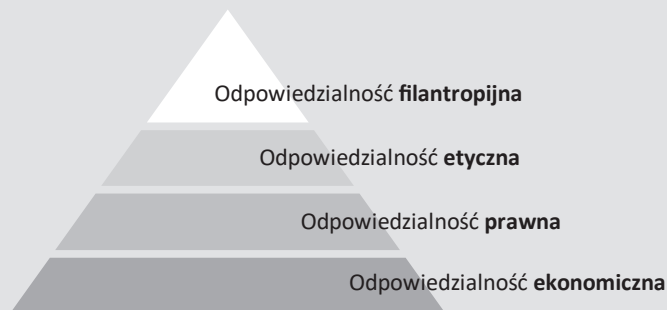 Odpowiedzialność filantropijna
Odpowiedzialność etyczna
Odpowiedzialność prawna
Odpowiedzialność ekonomiczna